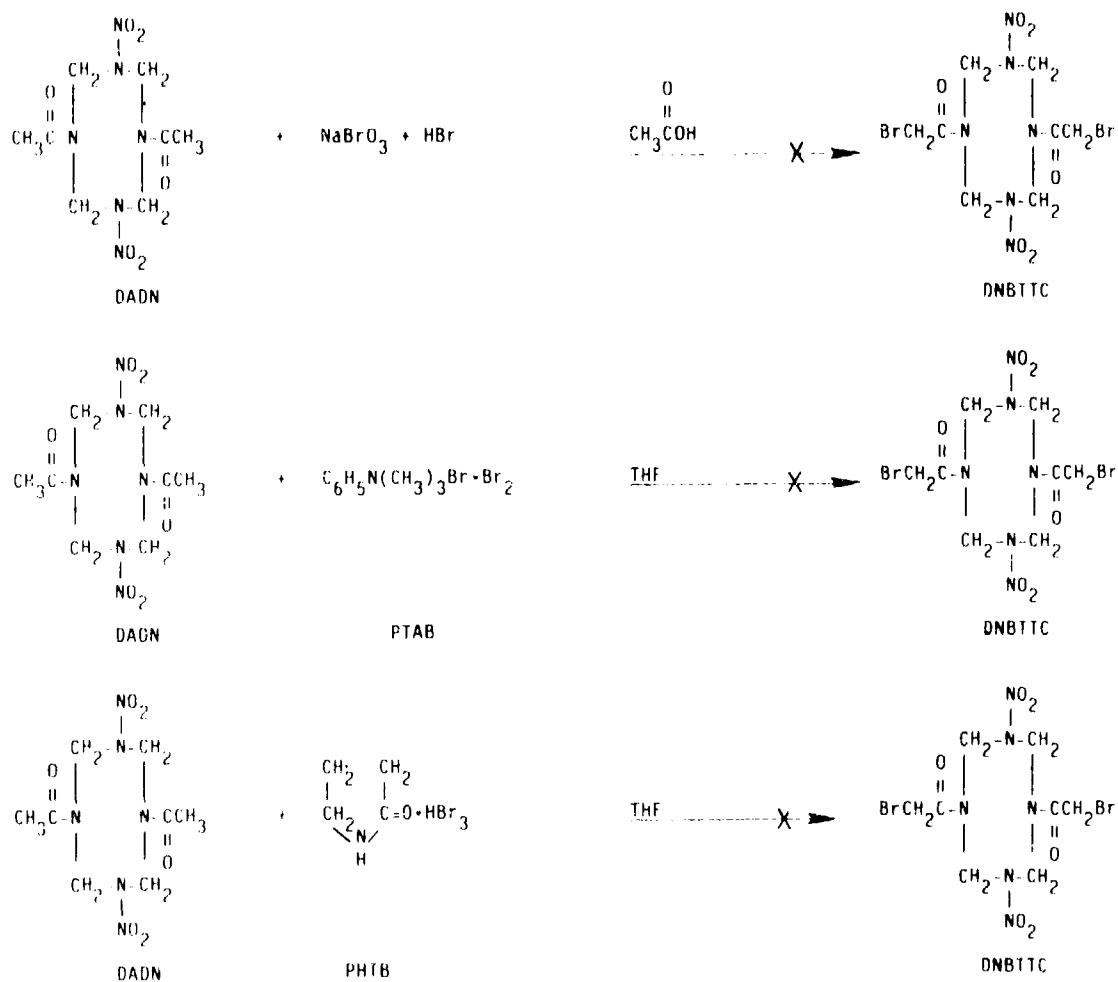 NO2
CH2-N-CH2
O
CH3C-N N-CCH3 + NaBrO3 + HBr
O
CH2-N-CH2
NO2
DADN
O
CH3COH
X
NO2
CH2-N-CH2
O
BrCH2C-N N-CCH2Br
O
CH2-N-CH2
NO2
DNBTTC
NO2
CH2-N-CH2
O
CH3C-N N-CCH3 + C6H5N(CH3)3Br•Br2
O
CH2-N-CH2
NO2
DADN
PTAB
THF
X
NO2
CH2-N-CH2
O
BrCH2C-N N-CCH2Br
O
CH2-N-CH2
NO2
DNBTTC
NO2
CH2-N-CH2
O
CH3C-N N-CCH3 +
O
CH2-N-CH2
NO2
DADN
CH2 CH2
CH2 C=O•HBr3
N
H
PHTB
THF
X
NO2
CH2-N-CH2
O
BrCH2C-N N-CCH2Br
O
CH2-N-CH2
NO2
DNBTTC